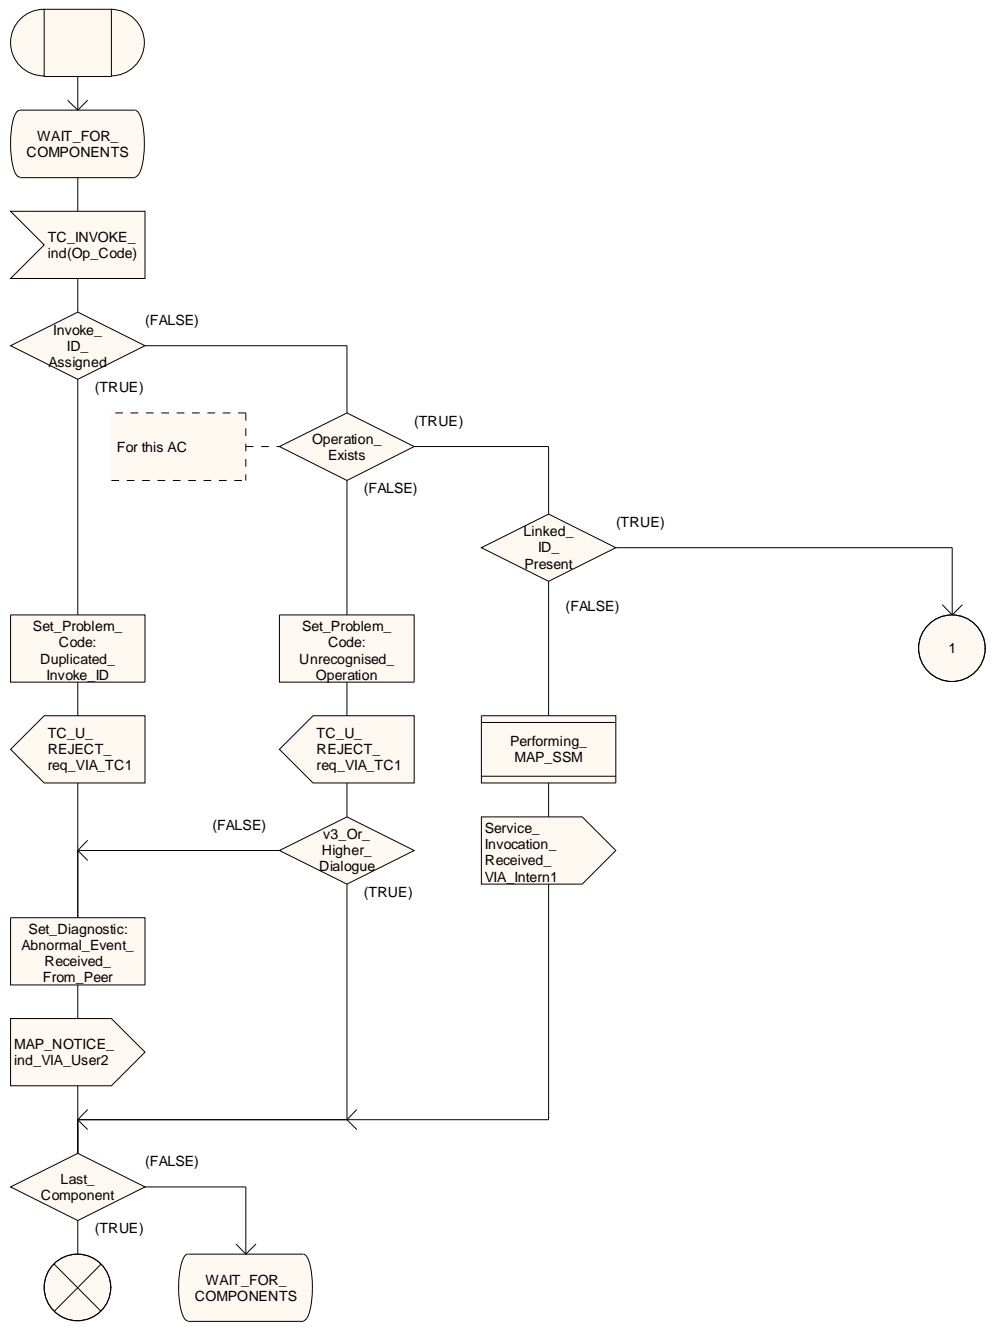 WAIT_FOR_
COMPONENTS
TC_INVOKE_
ind(Op_Code)
(FALSE)
Invoke_
ID_
Assigned
(TRUE)
(TRUE)
For this AC
Operation_
Exists
(FALSE)
(TRUE)
Linked_
ID_
Present
(FALSE)
Set_Problem_
Code:
Duplicated_
Invoke_ID
Set_Problem_
Code:
Unrecognised_
Operation
1
TC_U_
REJECT_
req_VIA_TC1
TC_U_
REJECT_
req_VIA_TC1
Performing_
MAP_SSM
(FALSE)
v3_Or_
Higher_
Dialogue
(TRUE)
Service_
Invocation_
Received_
VIA_Intern1
Set_Diagnostic:
Abnormal_Event_
Received_
From_Peer
MAP_NOTICE_
ind_VIA_User2
(FALSE)
Last_
Component
(TRUE)
WAIT_FOR_
COMPONENTS